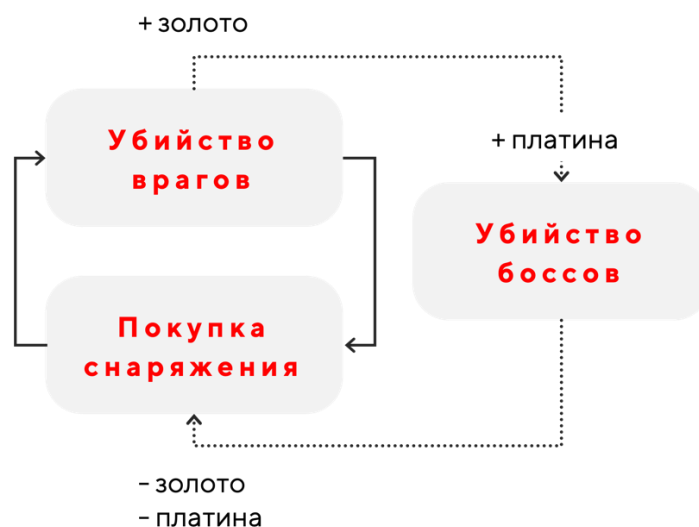 + золото
Убийство
врагов
+ платина
Убийство
боссов
Покупка
снаряжения
- золото
- платина